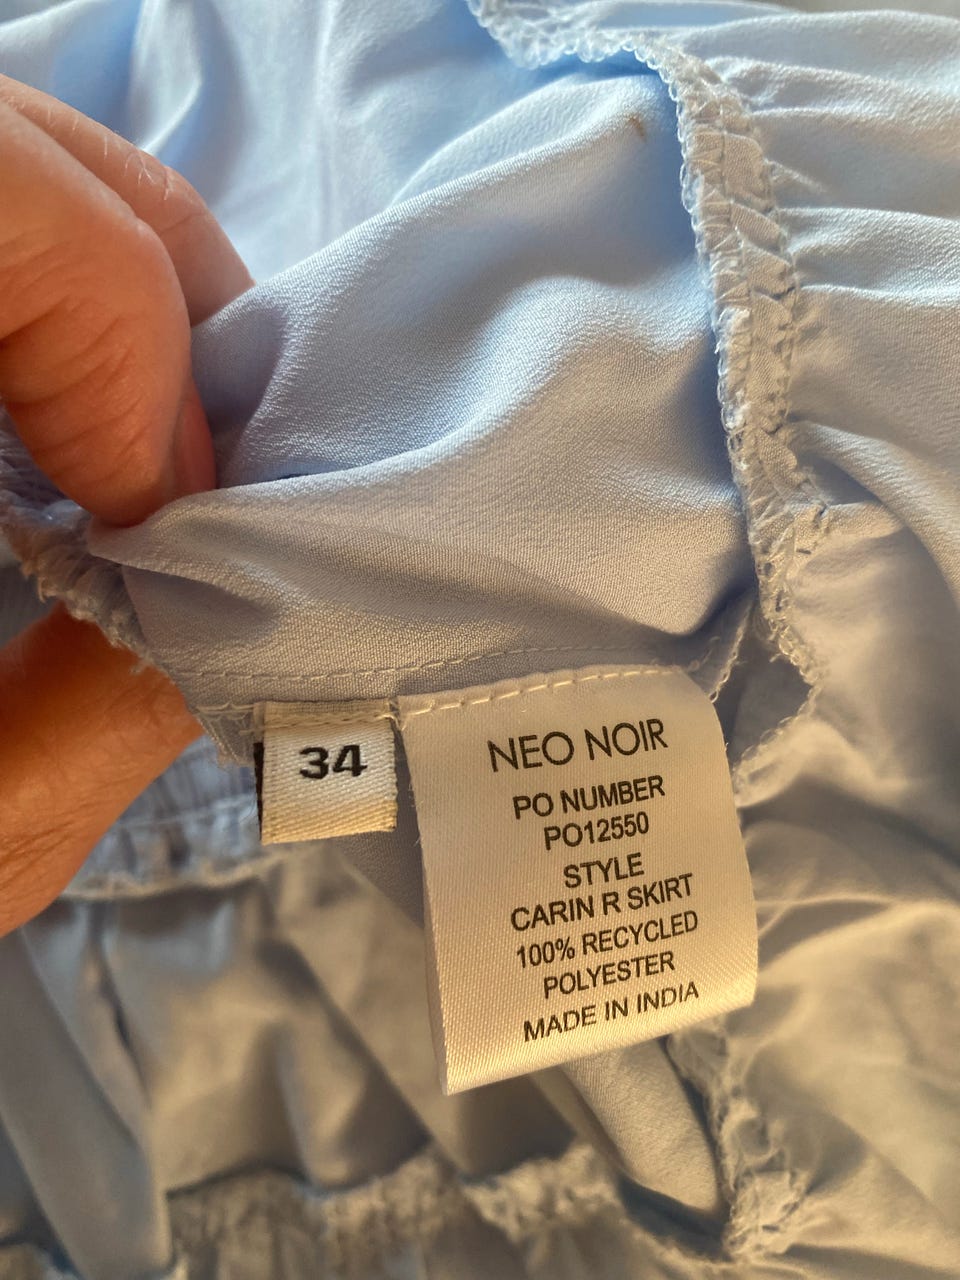 34
NEO NOIR
PO NUMBER
PO12550
STYLE
CARIN R SKIRT
100% RECYCLED
POLYESTER
MADE IN INDIA